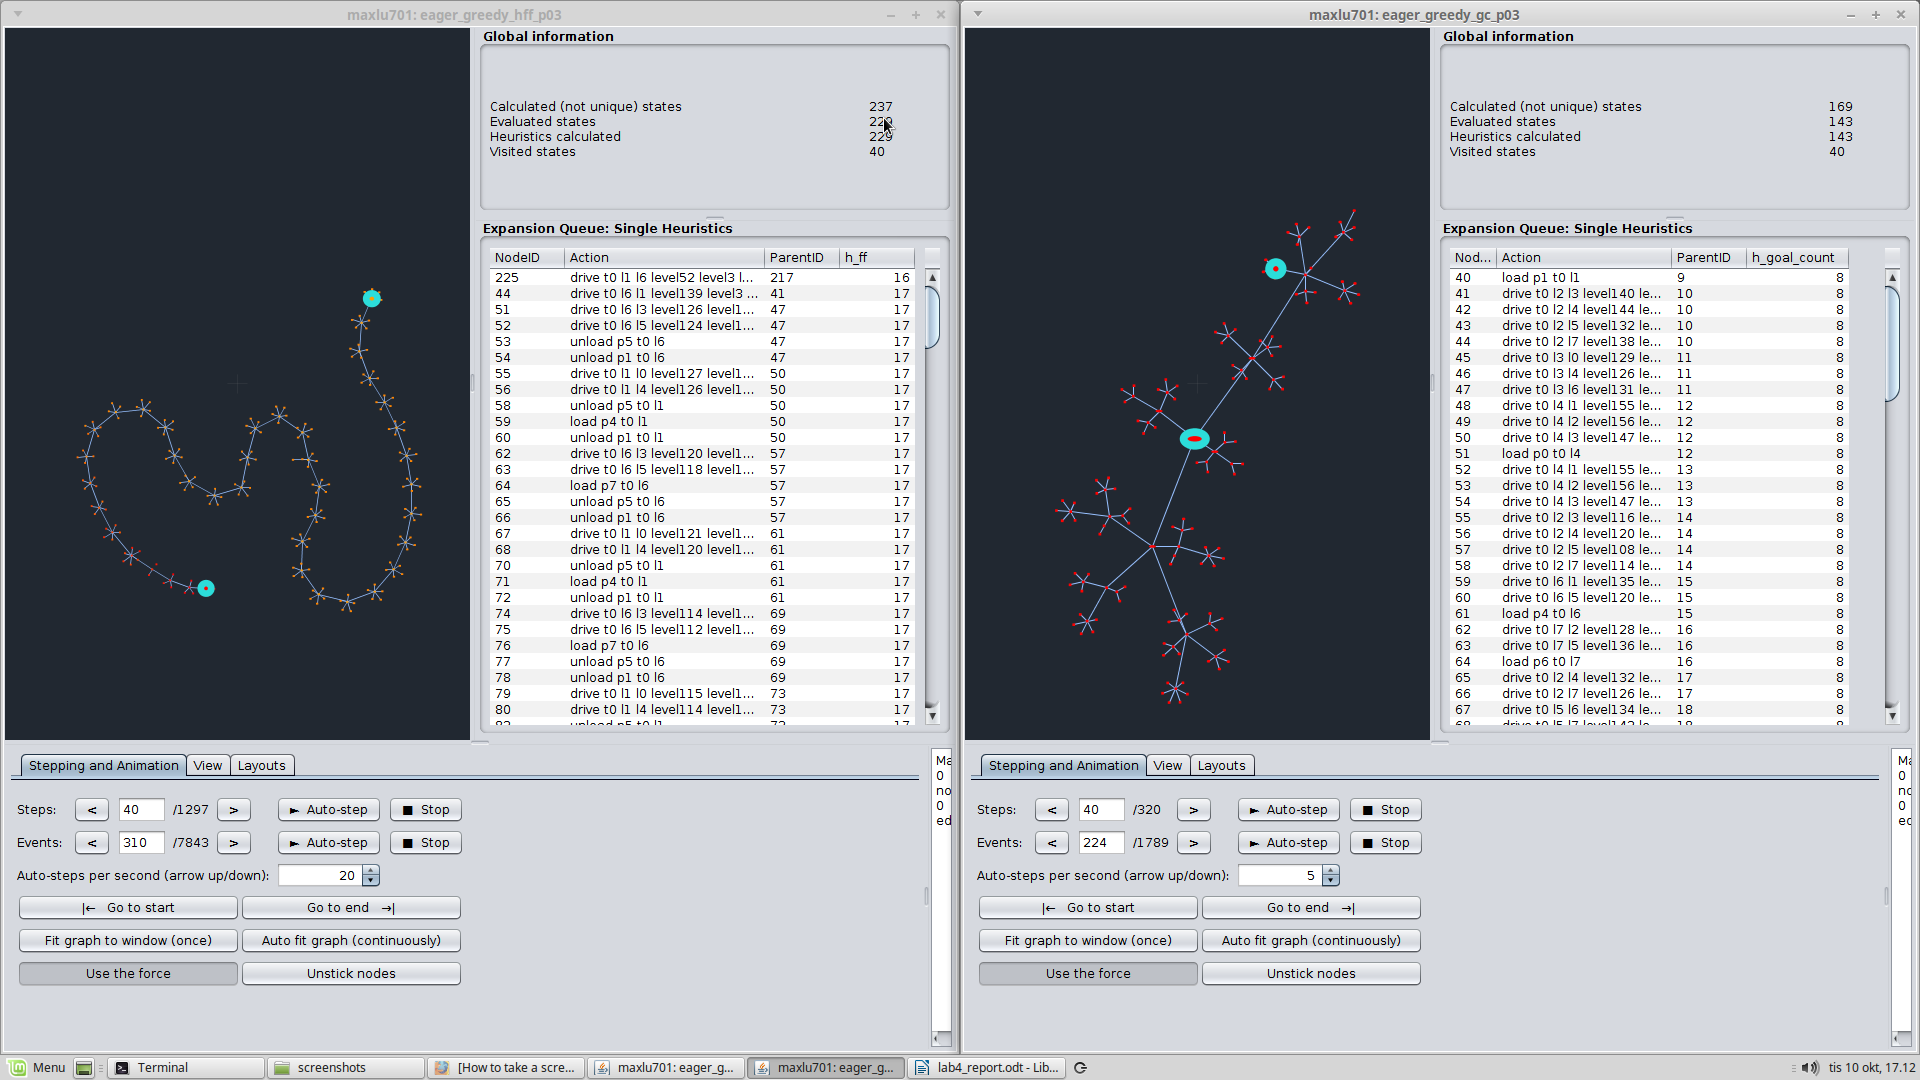 maxlu701: eager_greedy_hff_p03
Global information
Calculated (not unique) states 237
Evaluated states
Heuristics calculated 229
Visited states 40
Expansion Queue: Single Heuristics
NodeID Action ParentID h_ff
225 drive t0 l1 l6 level52 level3 l... 217 16
44 drive t0 l6 l1 level139 level3 ... 41 17
51 drive t0 l6 l3 level126 level1... 47 17
52 drive t0 l6 l5 level124 level1... 47 17
53 unload p5 t0 l6 47 17
54 unload p1 t0 l6 47 17
55 drive t0 l1 l0 level127 level1... 50 17
56 drive t0 l1 l4 level126 level1... 50 17
58 unload p5 t0 l1 50 17
59 load p4 t0 l1 50 17
60 unload p1 t0 l1 50 17
62 drive t0 l6 l3 level120 level1... 57 17
63 drive t0 l6 l5 level118 level1... 57 17
64 load p7 t0 l6 57 17
65 unload p5 t0 l6 57 17
66 unload p1 t0 l6 57 17
67 drive t0 l1 l0 level121 level1... 61 17
68 drive t0 l1 l4 level120 level1... 61 17
70 unload p5 t0 l1 61 17
71 load p4 t0 l1 61 17
72 unload p1 t0 l1 61 17
74 drive t0 l6 l3 level114 level1... 69 17
75 drive t0 l6 l5 level112 level1... 69 17
76 load p7 t0 l6 69 17
77 unload p5 t0 l6 69 17
78 unload p1 t0 l6 69 17
79 drive t0 l1 l0 level115 level1... 73 17
80 drive t0 l1 l4 level114 level1... 73 17
82 unload p5 t0 l1 73 17
Stepping and Animation View Layouts
Steps: < 40 /1297 > ► Auto-step ■ Stop
Events: < 310 /7843 > ► Auto-step ■ Stop
Auto-steps per second (arrow up/down): 20
|← Go to start Go to end →|
Fit graph to window (once) Auto fit graph (continuously)
Use the force Unstick nodes
Ma
0
no
0
ed
maxlu701: eager_greedy_gc_p03
Global information
Calculated (not unique) states 169
Evaluated states 143
Heuristics calculated 143
Visited states 40
Expansion Queue: Single Heuristics
Nod... Action ParentID h_goal_count
40 load p1 t0 l1 9 8
41 drive t0 l2 l3 level140 le... 10 8
42 drive t0 l2 l4 level144 le... 10 8
43 drive t0 l2 l5 level132 le... 10 8
44 drive t0 l2 l7 level138 le... 10 8
45 drive t0 l3 l0 level129 le... 11 8
46 drive t0 l3 l4 level126 le... 11 8
47 drive t0 l3 l6 level131 le... 11 8
48 drive t0 l4 l1 level155 le... 12 8
49 drive t0 l4 l2 level156 le... 12 8
50 drive t0 l4 l3 level147 le... 12 8
51 load p0 t0 l4 12 8
52 drive t0 l4 l1 level155 le... 13 8
53 drive t0 l4 l2 level156 le... 13 8
54 drive t0 l4 l3 level147 le... 13 8
55 drive t0 l2 l3 level116 le... 14 8
56 drive t0 l2 l4 level120 le... 14 8
57 drive t0 l2 l5 level108 le... 14 8
58 drive t0 l2 l7 level114 le... 14 8
59 drive t0 l6 l1 level135 le... 15 8
60 drive t0 l6 l5 level120 le... 15 8
61 load p4 t0 l6 15 8
62 drive t0 l7 l2 level128 le... 16 8
63 drive t0 l7 l5 level136 le... 16 8
64 load p6 t0 l7 16 8
65 drive t0 l2 l4 level132 le... 17 8
66 drive t0 l2 l7 level126 le... 17 8
67 drive t0 l5 l6 level134 le... 18 8
68 drive t0 l5 l7 level142 le... 18 8
Stepping and Animation View Layouts
Steps: < 40 /320 > ► Auto-step ■ Stop
Events: < 224 /1789 > ► Auto-step ■ Stop
Auto-steps per second (arrow up/down): 5
|← Go to start Go to end →|
Fit graph to window (once) Auto fit graph (continuously)
Use the force Unstick nodes
Ma
0
no
0
ed
Menu Terminal screenshots [How to take a scre... maxlu701: eager_g... maxlu701: eager_g... lab4_report.odt - Lib... tis 10 okt, 17.12